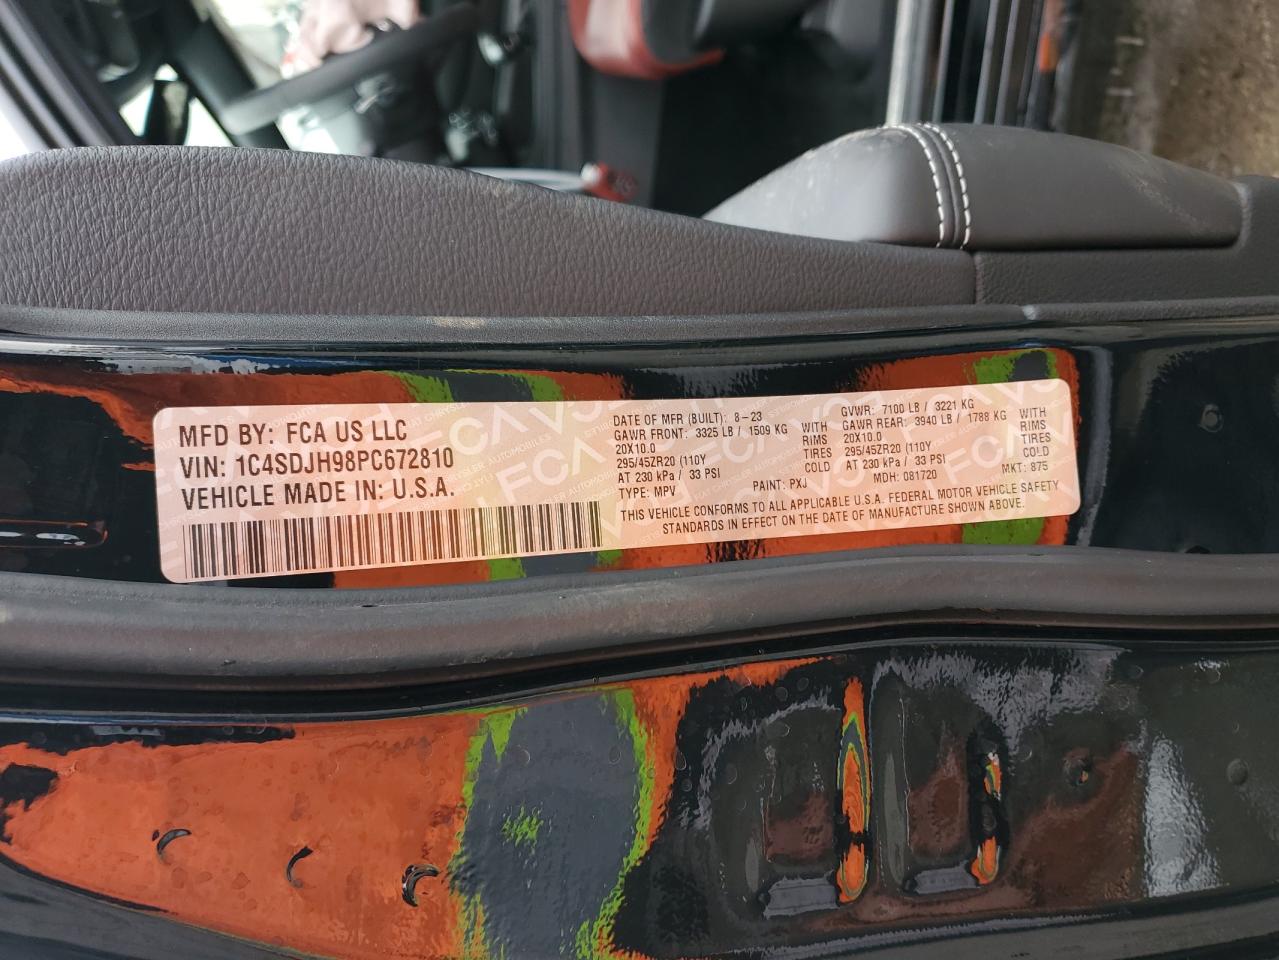 MFD BY: FCA US LLC
VIN: 1C4SDJH98PC672810
VEHICLE MADE IN: U.S.A.
DATE OF MFR (BUILT): 8-23 GVWR: 7100 LB / 3221 KG
GAWR FRONT: 3325 LB / 1509 KG WITH GAWR REAR: 3940 LB / 1788 KG WITH
20X10.0 RIMS 20X10.0 RIMS
295/45ZR20 (110Y TIRES 295/45ZR20 (110Y TIRES
AT 230 kPa / 33 PSI COLD AT 230 kPa / 33 PSI COLD
TYPE: MPV PAINT: PXJ MDH: 081720 MKT: 875
THIS VEHICLE CONFORMS TO ALL APPLICABLE U.S.A. FEDERAL MOTOR VEHICLE SAFETY
STANDARDS IN EFFECT ON THE DATE OF MANUFACTURE SHOWN ABOVE.